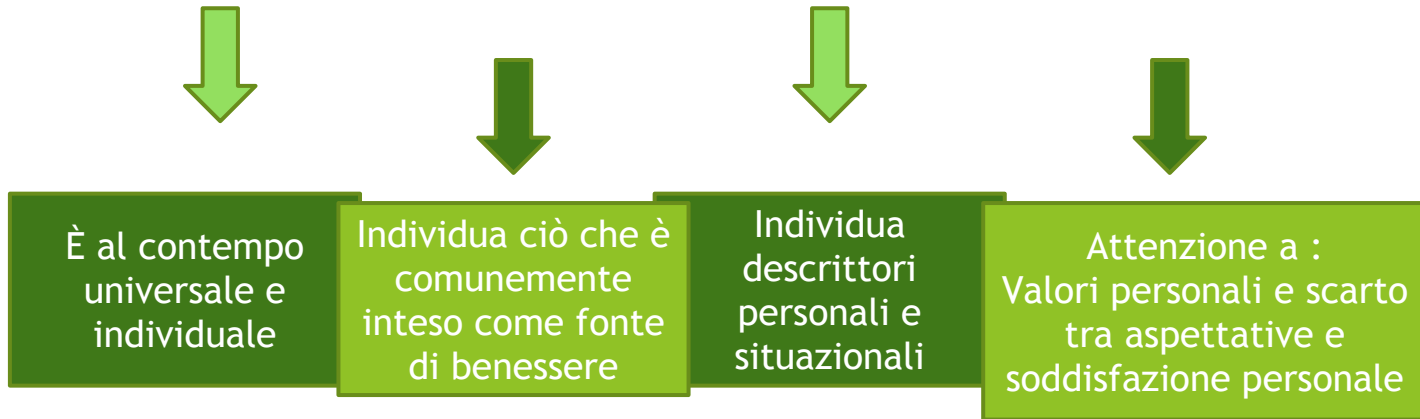 È al contempo
universale e
individuale
Individua ciò che è
comunemente
inteso come fonte
di benessere
Individua
descrittori
personali e
situazionali
Attenzione a :
Valori personali e scarto
tra aspettative e
soddisfazione personale